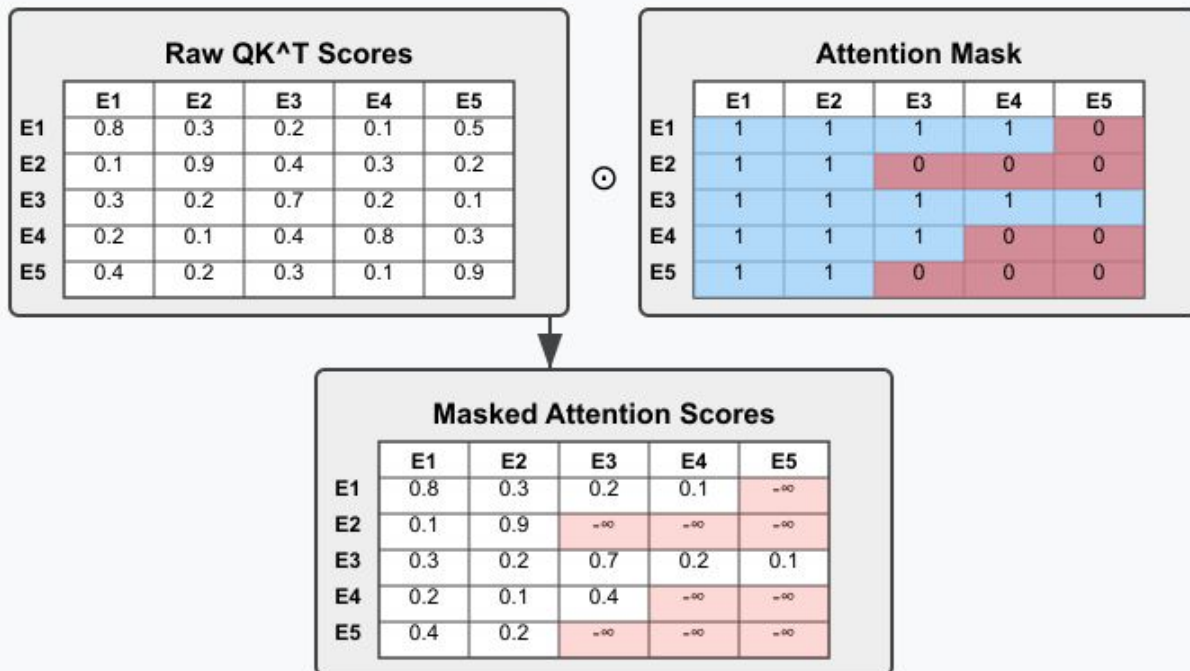 Raw QK^T Scores
E1 E2 E3 E4 E5
E1 0.8 0.3 0.2 0.1 0.5
E2 0.1 0.9 0.4 0.3 0.2
E3 0.3 0.2 0.7 0.2 0.1
E4 0.2 0.1 0.4 0.8 0.3
E5 0.4 0.2 0.3 0.1 0.9
⊙
Attention Mask
E1 E2 E3 E4 E5
E1 1 1 1 1 0
E2 1 1 0 0 0
E3 1 1 1 1 1
E4 1 1 1 0 0
E5 1 1 0 0 0
Masked Attention Scores
E1 E2 E3 E4 E5
E1 0.8 0.3 0.2 0.1 -∞
E2 0.1 0.9 -∞ -∞ -∞
E3 0.3 0.2 0.7 0.2 0.1
E4 0.2 0.1 0.4 -∞ -∞
E5 0.4 0.2 -∞ -∞ -∞